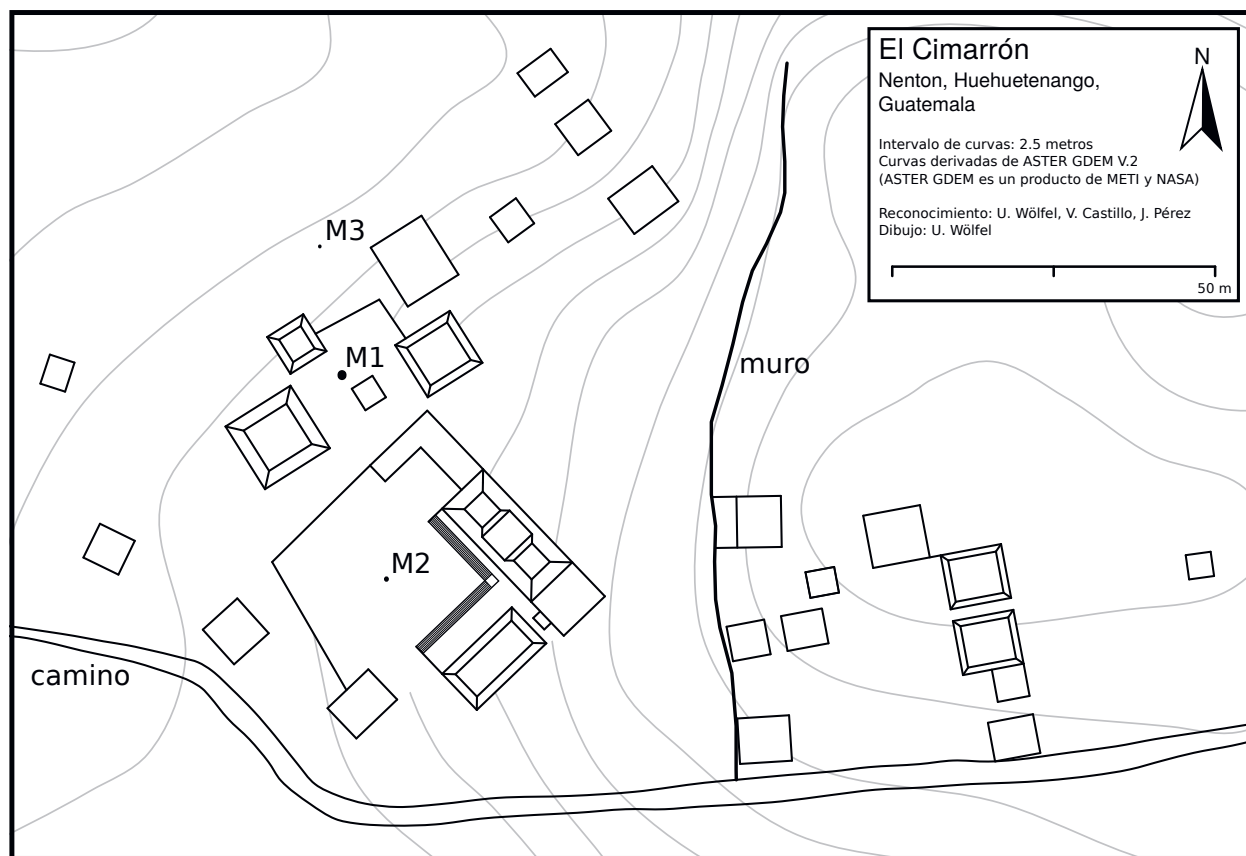 El Cimarrón
Nenton, Huehuetenango,
Guatemala
N
Intervalo de curvas: 2.5 metros
Curvas derivadas de ASTER GDEM V.2
(ASTER GDEM es un producto de METI y NASA)
Reconocimiento: U. Wölfel, V. Castillo, J. Pérez
Dibujo: U. Wölfel
50 m
M3
M1
muro
M2
camino